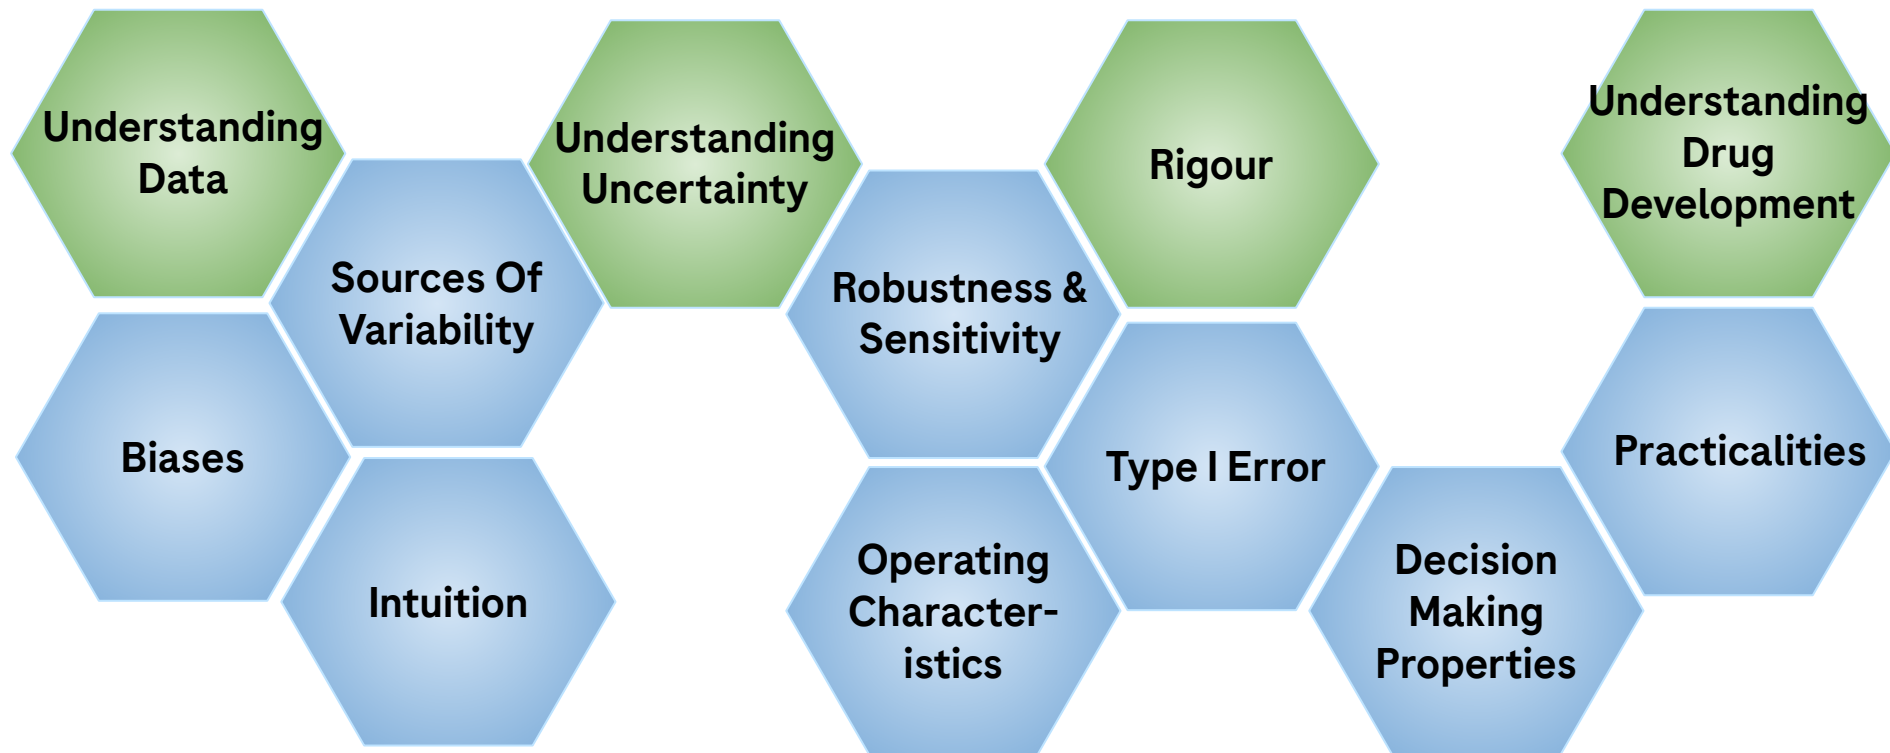 Understanding
Data
Understanding
Uncertainty
Rigour
Understanding
Drug
Development
Sources Of
Variability
Robustness &
Sensitivity
Biases
Type I Error
Practicalities
Intuition
Operating
Character-
istics
Decision
Making
Properties